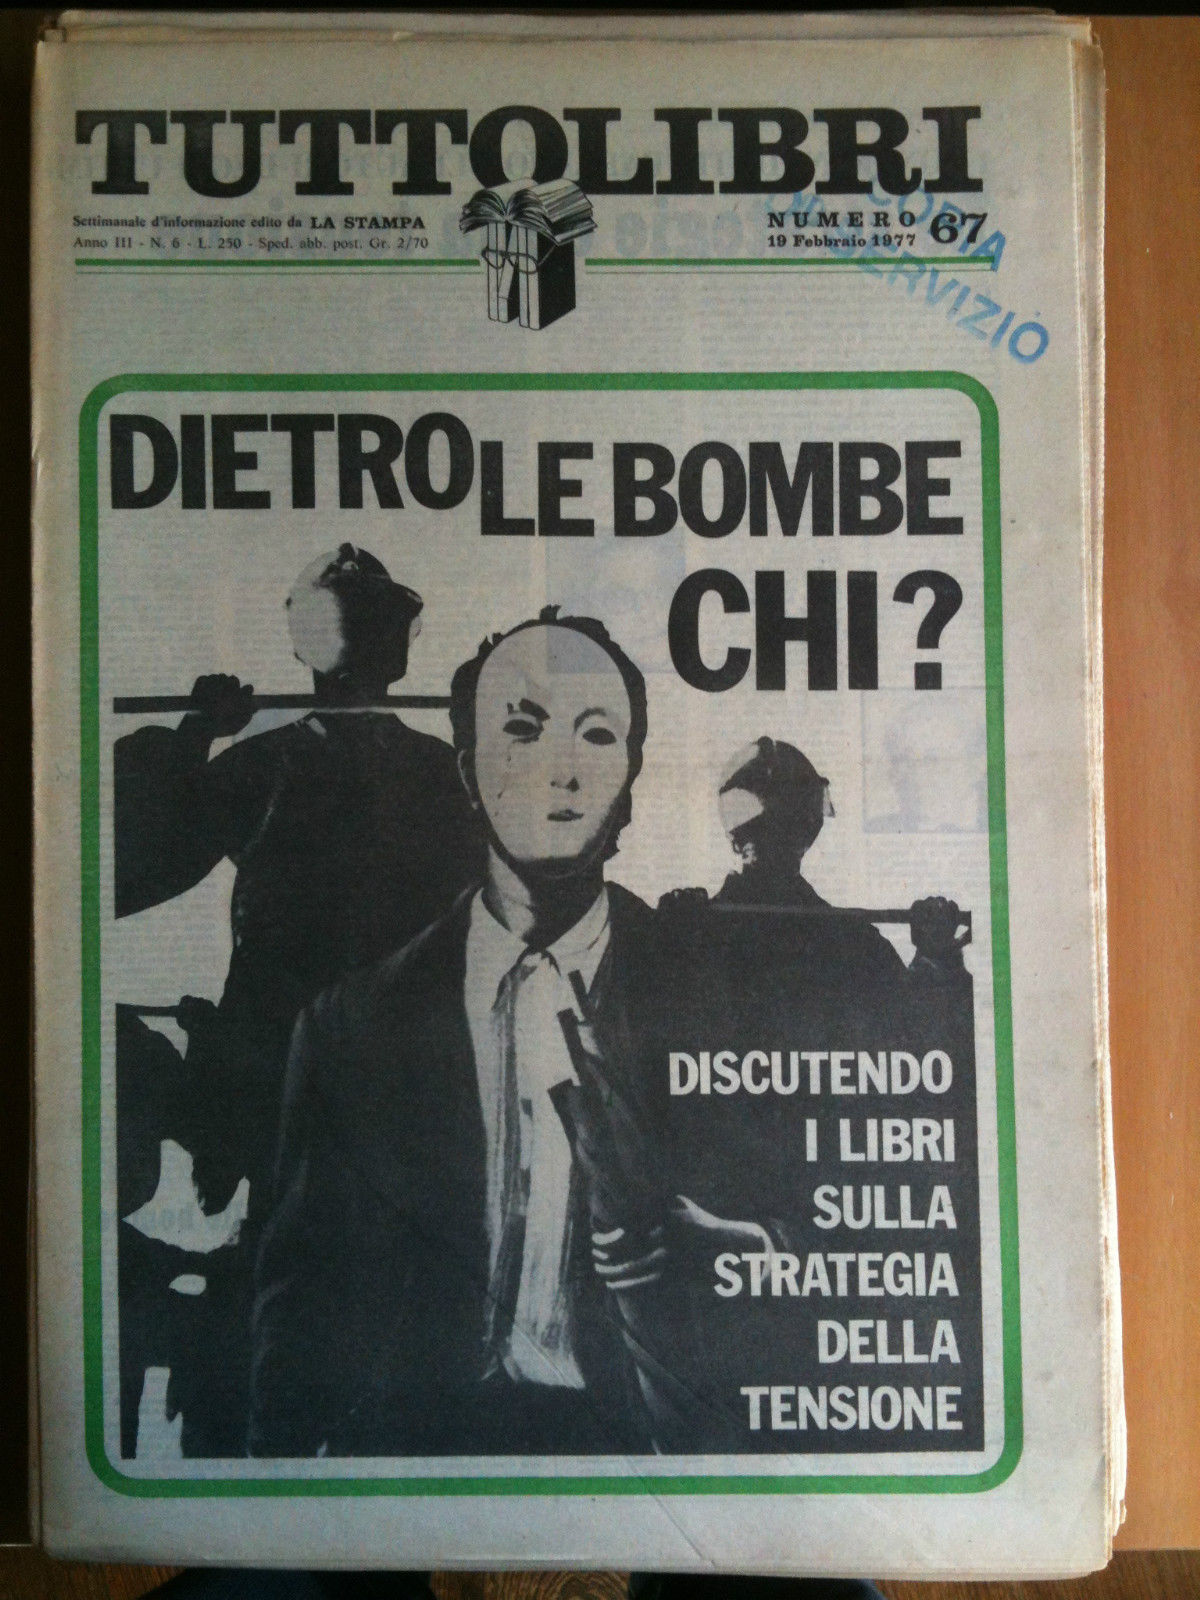 TUTTOLIBRI
Settimanale d'informazione edito da LA STAMPA
Anno III - N. 6 - L. 250 - Sped. abb. post. Gr. 2/70
NUMERO 67
19 Febbraio 1977
COPIA
DI SERVIZIO
DIETRO LE BOMBE
CHI?
DISCUTENDO
I LIBRI
SULLA
STRATEGIA
DELLA
TENSIONE